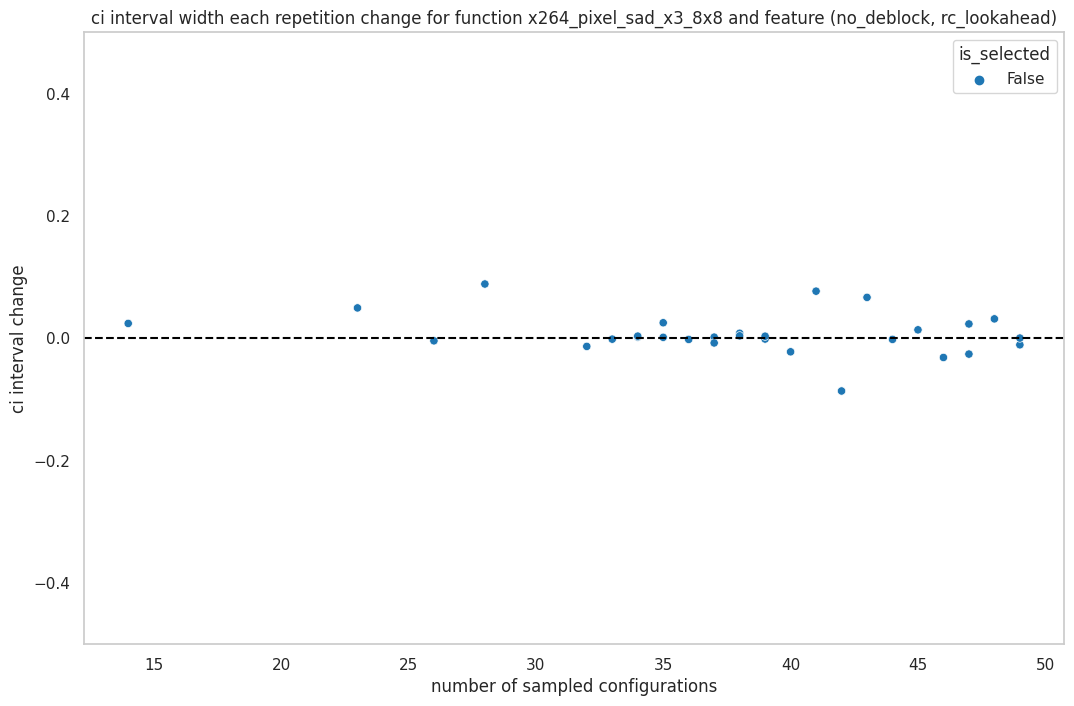 ci interval width each repetition change for function x264_pixel_sad_x3_8x8 and feature (no_deblock, rc_lookahead)
is_selected
False
0.4
0.2
0.0
−0.2
−0.4
ci interval change
15 20 25 30 35 40 45 50
number of sampled configurations